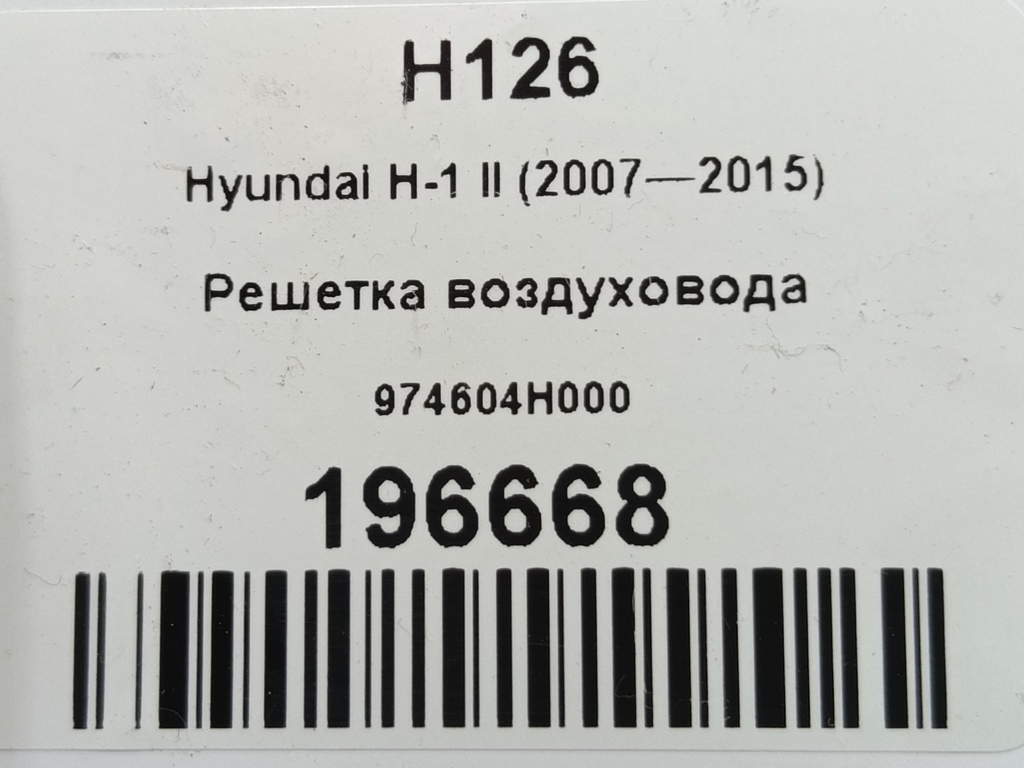 H126
Hyundai H-1 II (2007—2015)
Решетка воздуховода
974604H000
196668